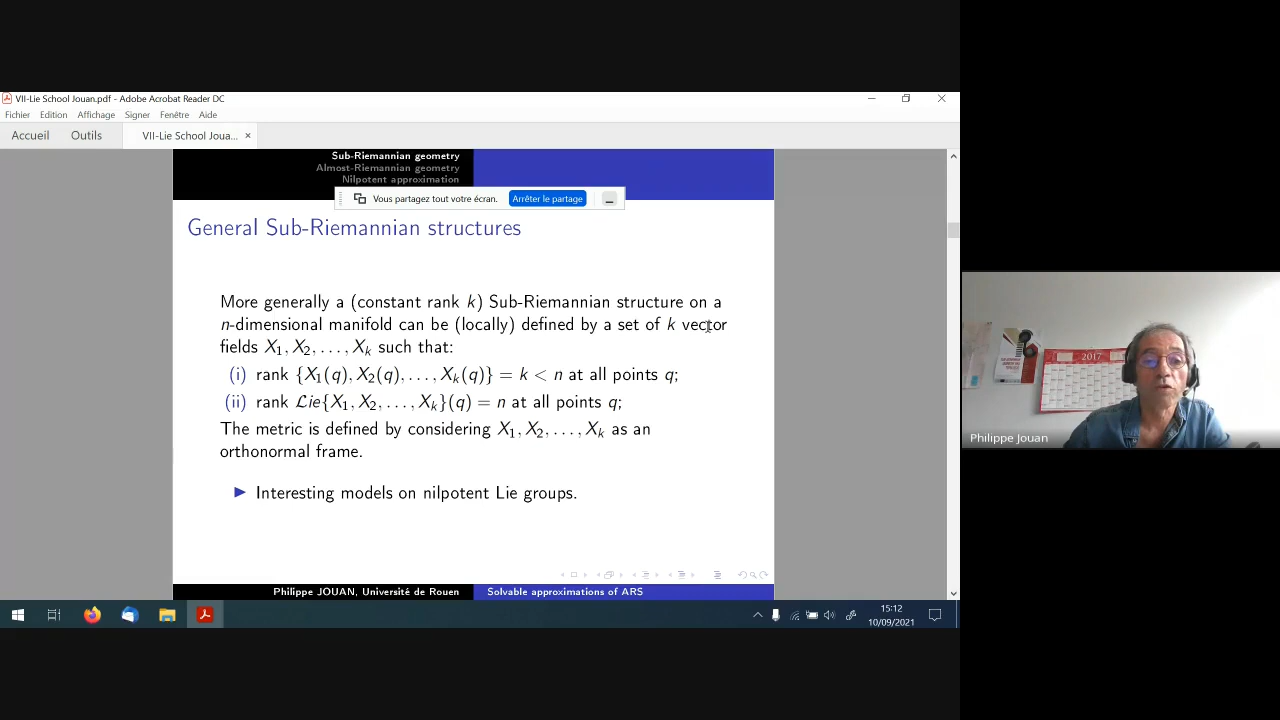 VII-Lie School Jouan.pdf - Adobe Acrobat Reader DC
Fichier Edition Affichage Signer Fenêtre Aide
Accueil Outils VII-Lie School Joua... ×
Sub-Riemannian geometry
Almost-Riemannian geometry
Nilpotent approximation
Vous partagez tout votre écran. Arrêter le partage
General Sub-Riemannian structures
More generally a (constant rank k) Sub-Riemannian structure on a
n-dimensional manifold can be (locally) defined by a set of k vector
fields X₁, X₂, . . . , Xₖ such that:
(i) rank {X₁(q), X₂(q), . . . , Xₖ(q)} = k < n at all points q;
(ii) rank 𝓛ie{X₁, X₂, . . . , Xₖ}(q) = n at all points q;
The metric is defined by considering X₁, X₂, . . . , Xₖ as an
orthonormal frame.
Interesting models on nilpotent Lie groups.
Philippe JOUAN, Université de Rouen Solvable approximations of ARS
15:12
10/09/2021
2017
Philippe Jouan